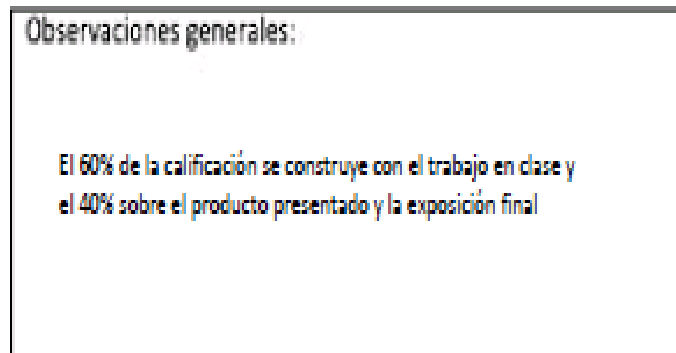 Observaciones generales:
El 60% de la calificación se construye con el trabajo en clase y
el 40% sobre el producto presentado y la exposición final